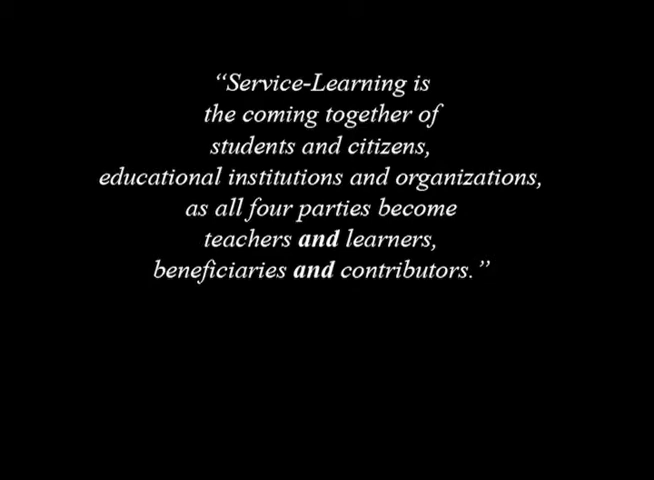 “Service-Learning is
the coming together of
students and citizens,
educational institutions and organizations,
as all four parties become
teachers and learners,
beneficiaries and contributors.”